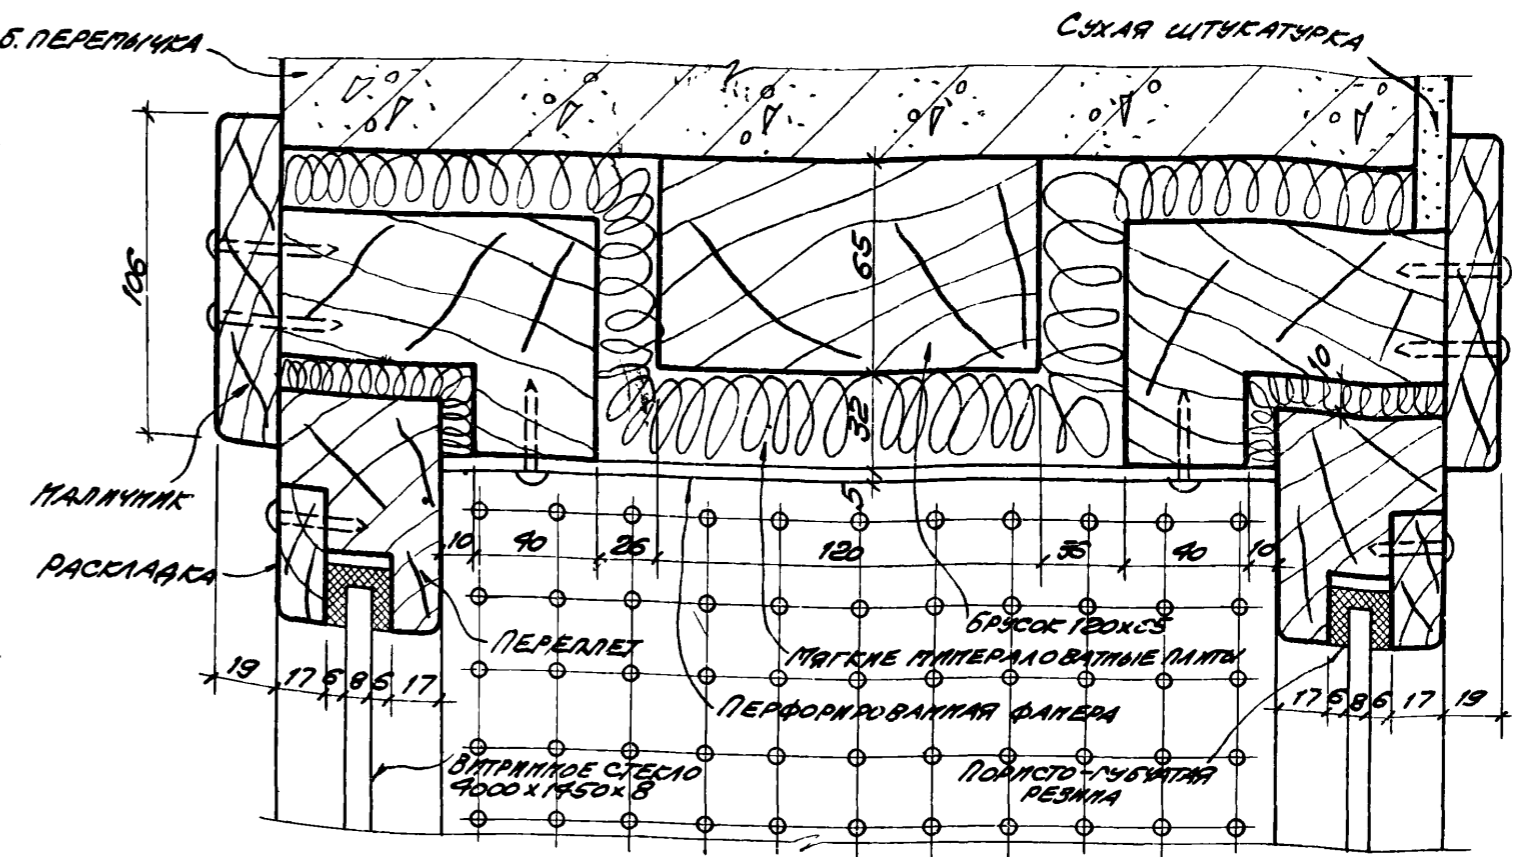 Б. ПЕРЕМЫЧКА
СУХАЯ ШТУКАТУРКА
106
65
10
32
5
НАЛИЧНИК
РАСКЛАДКА
10 40 26 120 36 40 10
ПЕРЕПЛЕТ
БРУСОК 120х65
МЯГКИЕ МИНЕРАЛОВАТНЫЕ ПЛИТЫ
19 17 6 8 6 17
17 6 8 6 17 19
ПЕРФОРИРОВАННАЯ ФАНЕРА
ВИТРИННОЕ СТЕКЛО
4000х1450х8
ПОРИСТО-ГУБЧАТАЯ
РЕЗИНА